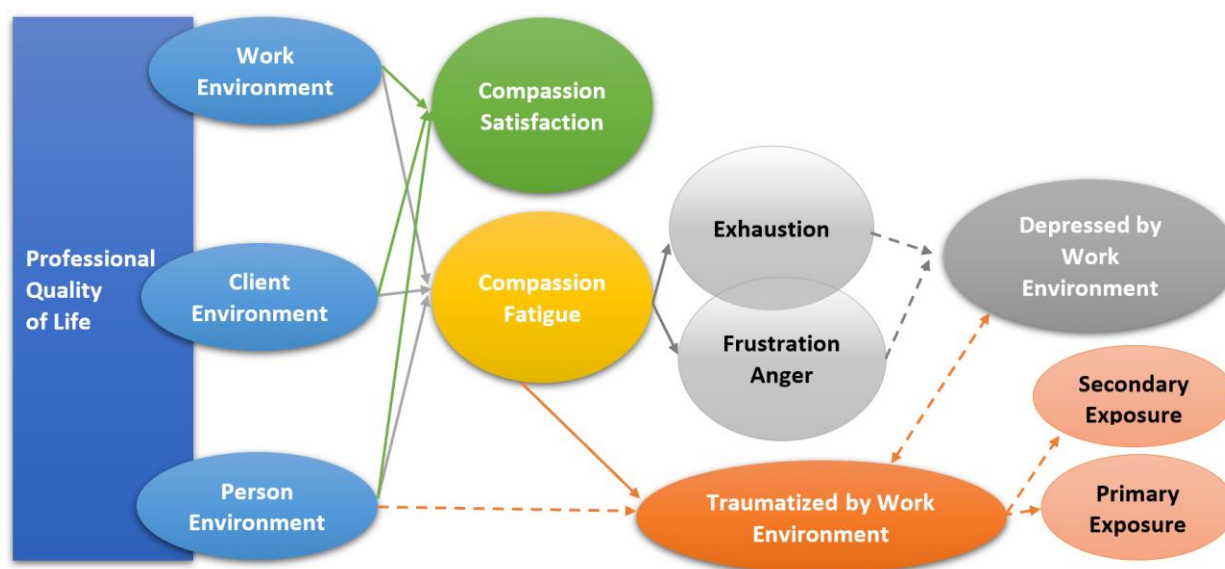 Professional
Quality
of Life
Work
Environment
Client
Environment
Person
Environment
Compassion
Satisfaction
Compassion
Fatigue
Exhaustion
Frustration
Anger
Depressed by
Work
Environment
Traumatized by Work
Environment
Secondary
Exposure
Primary
Exposure